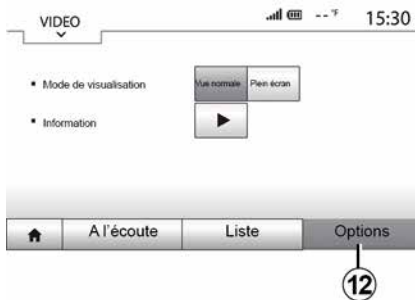 VIDEO
-- °F
15:30
Mode de visualisation
Vue normale
Plein écran
Information
A l'écoute
Liste
Options
12